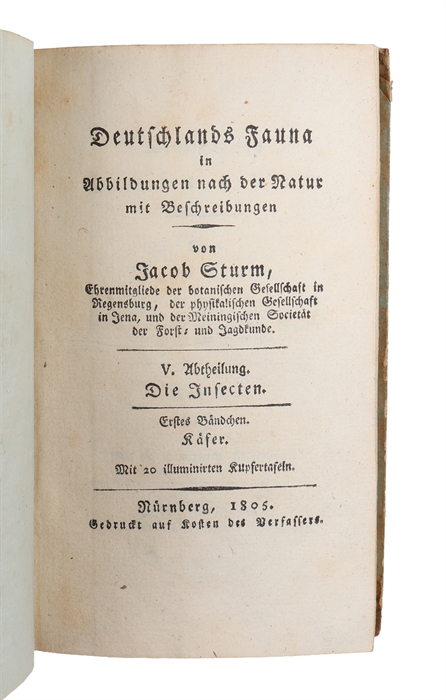 Deutschlands Fauna
in
Abbildungen nach der Natur
mit Beschreibungen
von
Jacob Sturm,
Ehrenmitgliede der botanischen Gesellschaft in
Regensburg, der physikalischen Gesellschaft
in Jena, und der Meiningischen Societät
der Forst- und Jagdkunde.
V. Abtheilung.
Die Insecten.
Erstes Bändchen.
Käfer.
Mit 20 illuminirten Kupfertafeln.
Nürnberg, 1805.
Gedruckt auf Kosten des Verfassers.